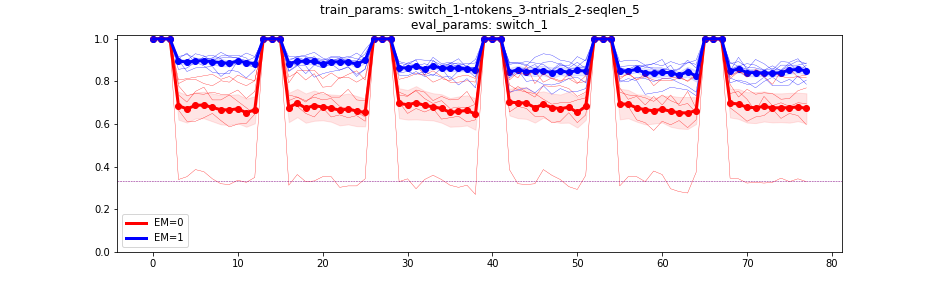 train_params: switch_1-ntokens_3-ntrials_2-seqlen_5
eval_params: switch_1
1.0
0.8
0.6
0.4
0.2
0.0
EM=0
EM=1
0 10 20 30 40 50 60 70 80